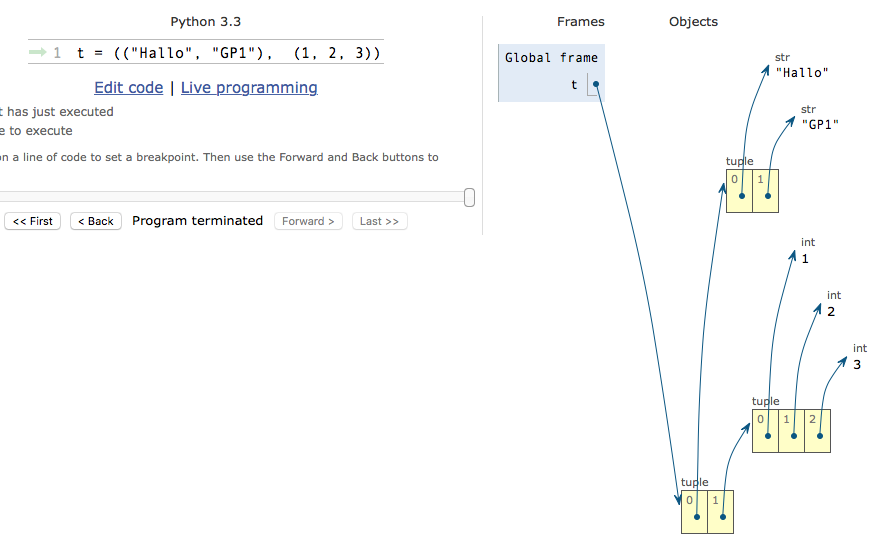 Python 3.3
1 t = (("Hallo", "GP1"), (1, 2, 3))
Edit code | Live programming
t has just executed
e to execute
on a line of code to set a breakpoint. Then use the Forward and Back buttons to
<< First < Back Program terminated Forward > Last >>
Frames Objects
Global frame
t
str
"Hallo"
str
"GP1"
tuple
0 1
int
1
int
2
int
3
tuple
0 1 2
tuple
0 1